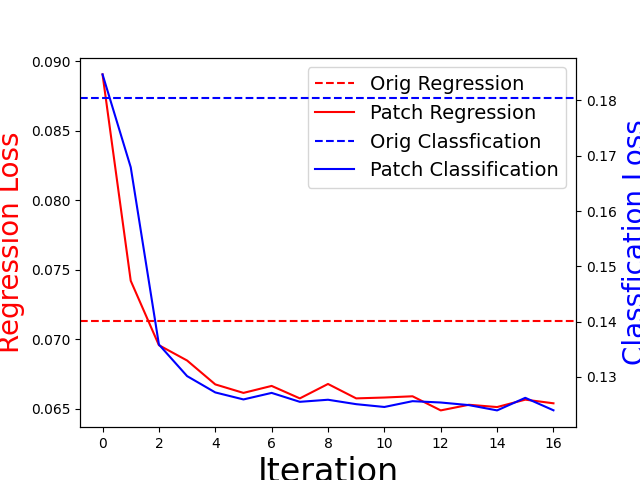 0.090
0.085
0.080
0.075
0.070
0.065
Regression Loss
Orig Regression
Patch Regression
Orig Classfication
Patch Classification
0.18
0.17
0.16
0.15
0.14
0.13
Classfication Loss
0 2 4 6 8 10 12 14 16
Iteration